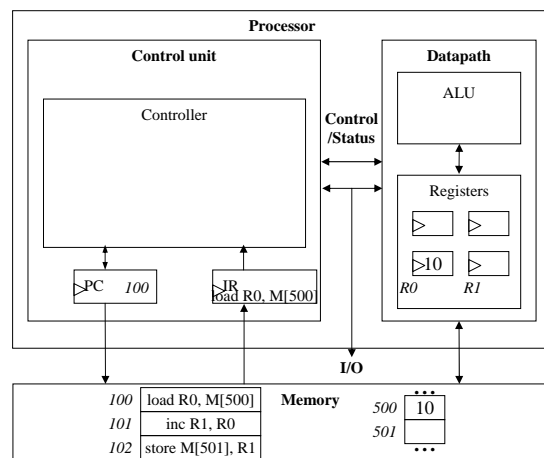 Processor
Control unit
Datapath
Controller
ALU
Control
/Status
Registers
10
R0 R1
PC 100
IR
load R0, M[500]
I/O
Memory
100 load R0, M[500]
101 inc R1, R0
102 store M[501], R1
...
500 10
501
...